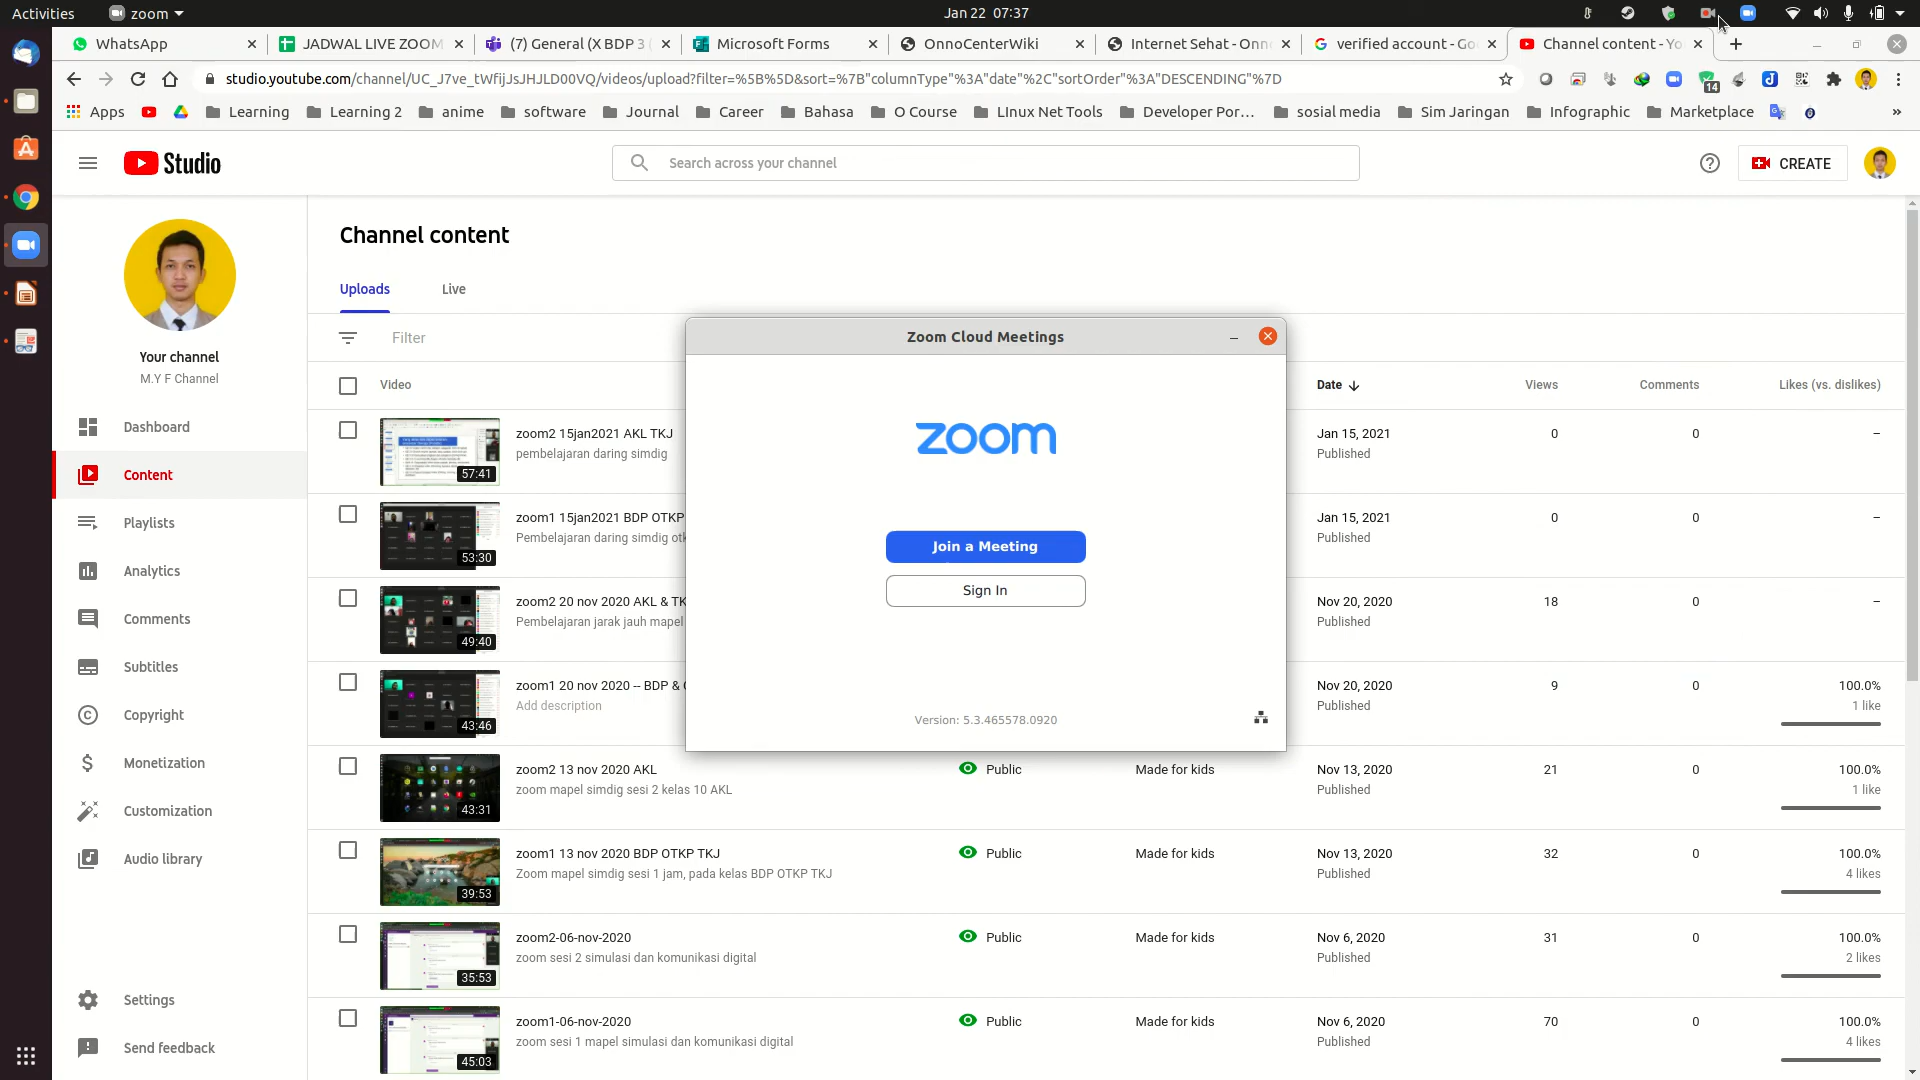 Activities
zoom
Jan 22 07:37
WhatsApp
JADWAL LIVE ZOOM
(7) General (X BDP 3
Microsoft Forms
OnnoCenterWiki
Internet Sehat - Onn
verified account - Go
Channel content - Yo
studio.youtube.com/channel/UC_J7ve_tWfijJsJHJLD00VQ/videos/upload?filter=%5B%5D&sort=%7B"columnType"%3A"date"%2C"sortOrder"%3A"DESCENDING"%7D
14
Apps
Learning
Learning 2
anime
software
Journal
Career
Bahasa
O Course
LInux Net Tools
Developer Por...
sosial media
Sim Jaringan
Infographic
Marketplace
»
Studio
Search across your channel
CREATE
Your channel
M.Y F Channel
Dashboard
Content
Playlists
Analytics
Comments
Subtitles
Copyright
Monetization
Customization
Audio library
Settings
Send feedback
Channel content
Uploads
Live
Filter
Video
Date
Views
Comments
Likes (vs. dislikes)
57:41
zoom2 15jan2021 AKL TKJ
pembelajaran daring simdig
Jan 15, 2021
Published
0
0
–
53:30
zoom1 15jan2021 BDP OTKP
Pembelajaran daring simdig otk
Jan 15, 2021
Published
0
0
–
49:40
zoom2 20 nov 2020 AKL & TK
Pembelajaran jarak jauh mapel
Nov 20, 2020
Published
18
0
–
43:46
zoom1 20 nov 2020 -- BDP &
Add description
Nov 20, 2020
Published
9
0
100.0%
1 like
43:31
zoom2 13 nov 2020 AKL
zoom mapel simdig sesi 2 kelas 10 AKL
Public
Made for kids
Nov 13, 2020
Published
21
0
100.0%
1 like
39:53
zoom1 13 nov 2020 BDP OTKP TKJ
Zoom mapel simdig sesi 1 jam, pada kelas BDP OTKP TKJ
Public
Made for kids
Nov 13, 2020
Published
32
0
100.0%
4 likes
35:53
zoom2-06-nov-2020
zoom sesi 2 simulasi dan komunikasi digital
Public
Made for kids
Nov 6, 2020
Published
31
0
100.0%
2 likes
45:03
zoom1-06-nov-2020
zoom sesi 1 mapel simulasi dan komunikasi digital
Public
Made for kids
Nov 6, 2020
Published
70
0
100.0%
4 likes
Zoom Cloud Meetings
zoom
Join a Meeting
Sign In
Version: 5.3.465578.0920